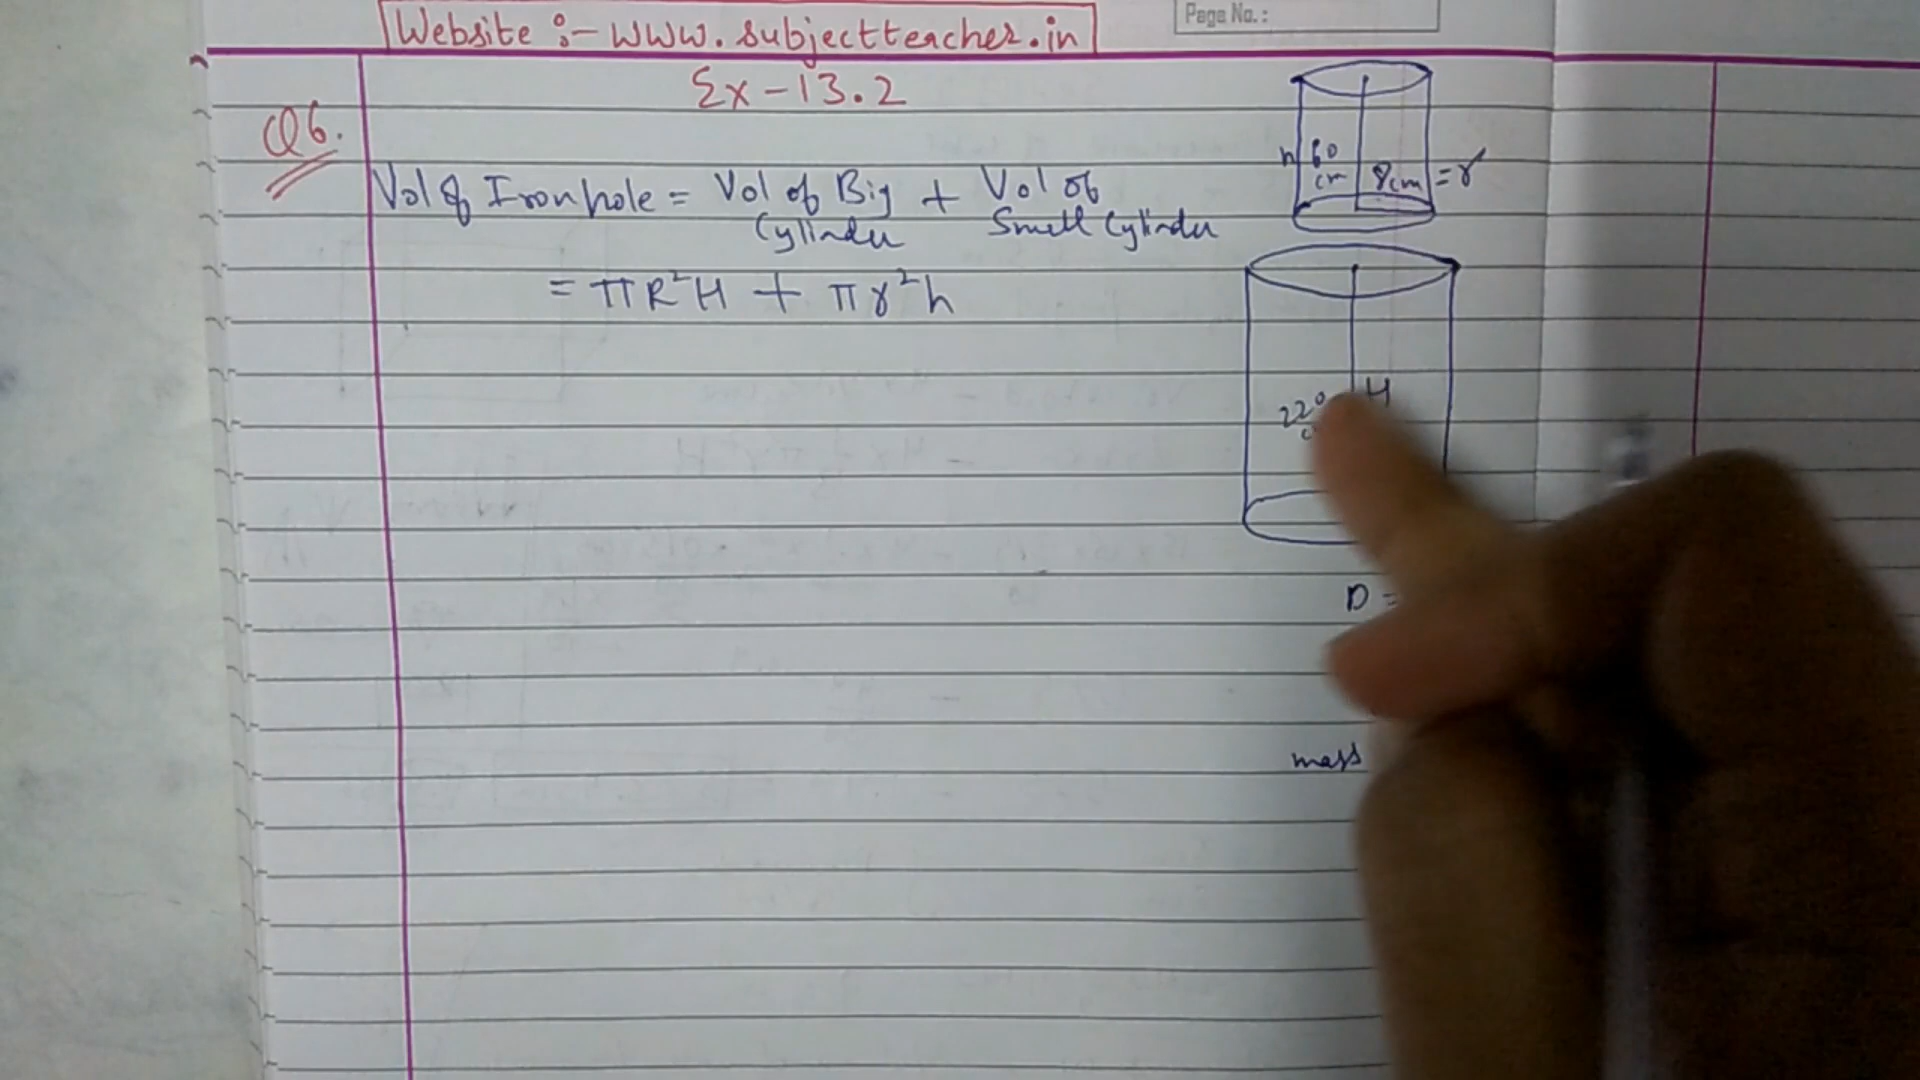 Website :- www.subjectteacher.in
Page No.:
Ex-13.2
Q6.
Vol of Iron hole = Vol of Big Cylinder + Vol of Small Cylinder
= πR²H + πr²h
h 60 cm 8cm = r
220 H
D =
mass